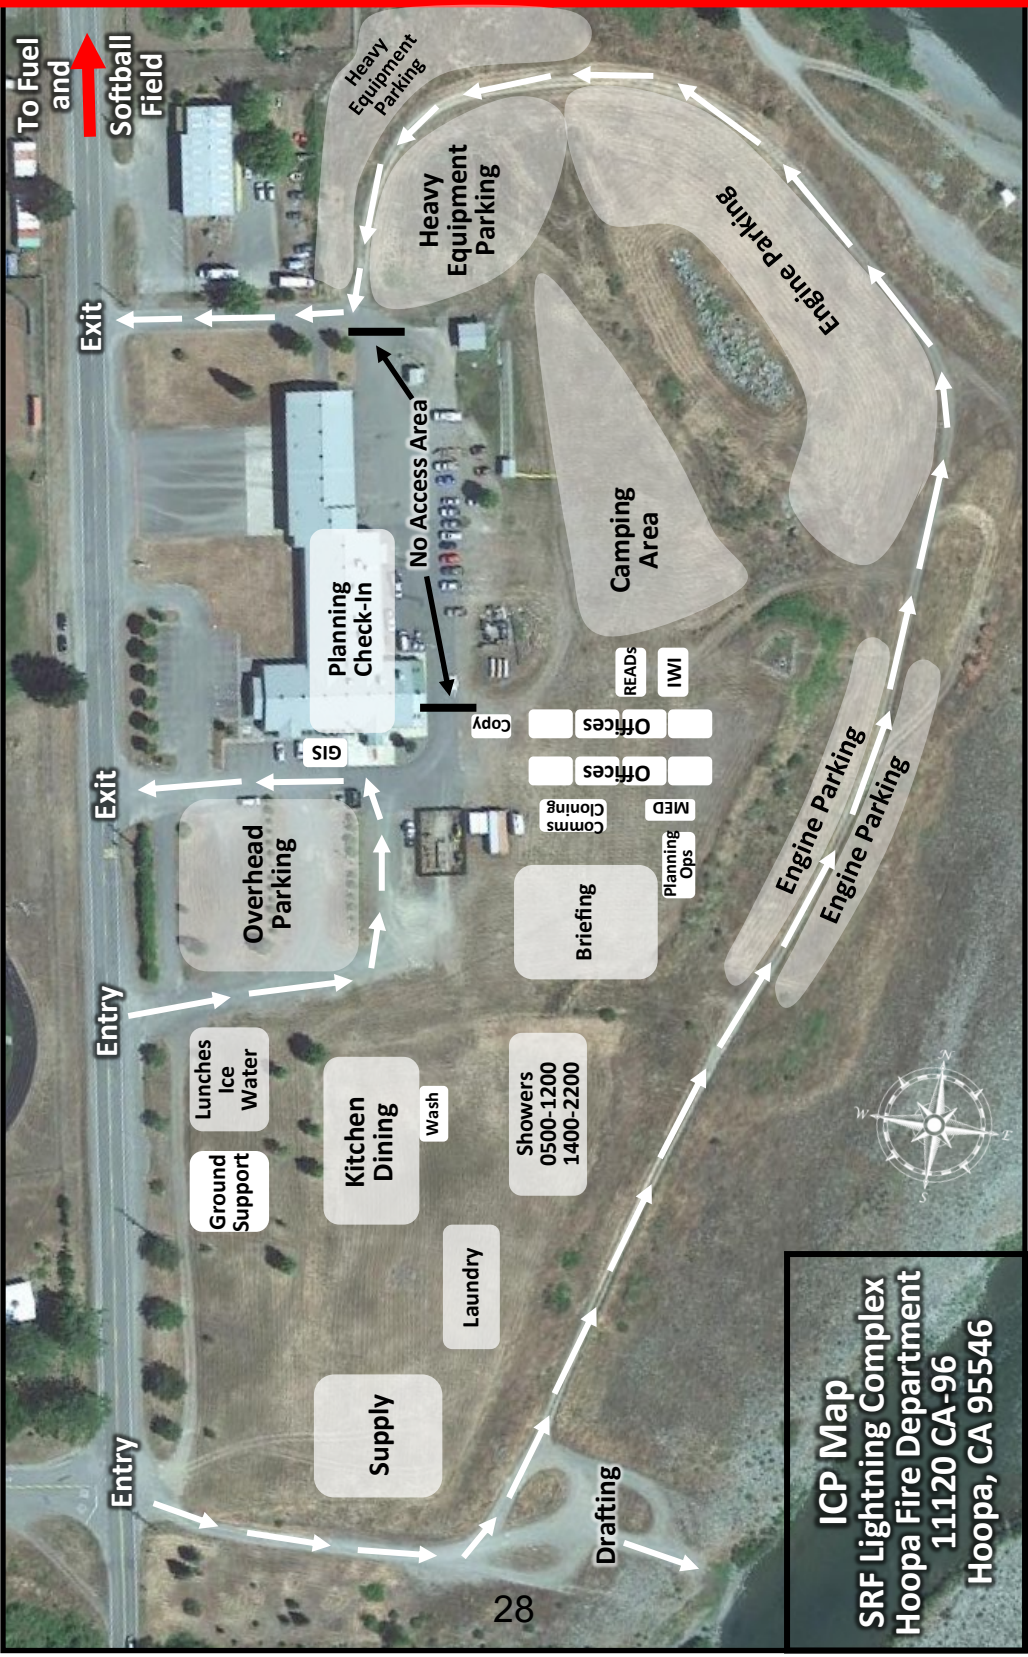 To Fuel
and
Softball
Field
Heavy
Equipment
Parking
Heavy
Equipment
Parking
Engine Parking
Exit
No Access Area
Camping
Area
Planning
Check-In
READs
IWI
Copy
Offices
Offices
GIS
Comms
Cloning
MED
Planning
Ops
Exit
Overhead
Parking
Briefing
Engine Parking
Engine Parking
Entry
Lunches
Ice
Water
Kitchen
Dining
Wash
Showers
0500-1200
1400-2200
Ground
Support
Laundry
Supply
Entry
Drafting
N
W
E
S
ICP Map
SRF Lightning Complex
Hoopa Fire Department
11120 CA-96
Hoopa, CA 95546
28